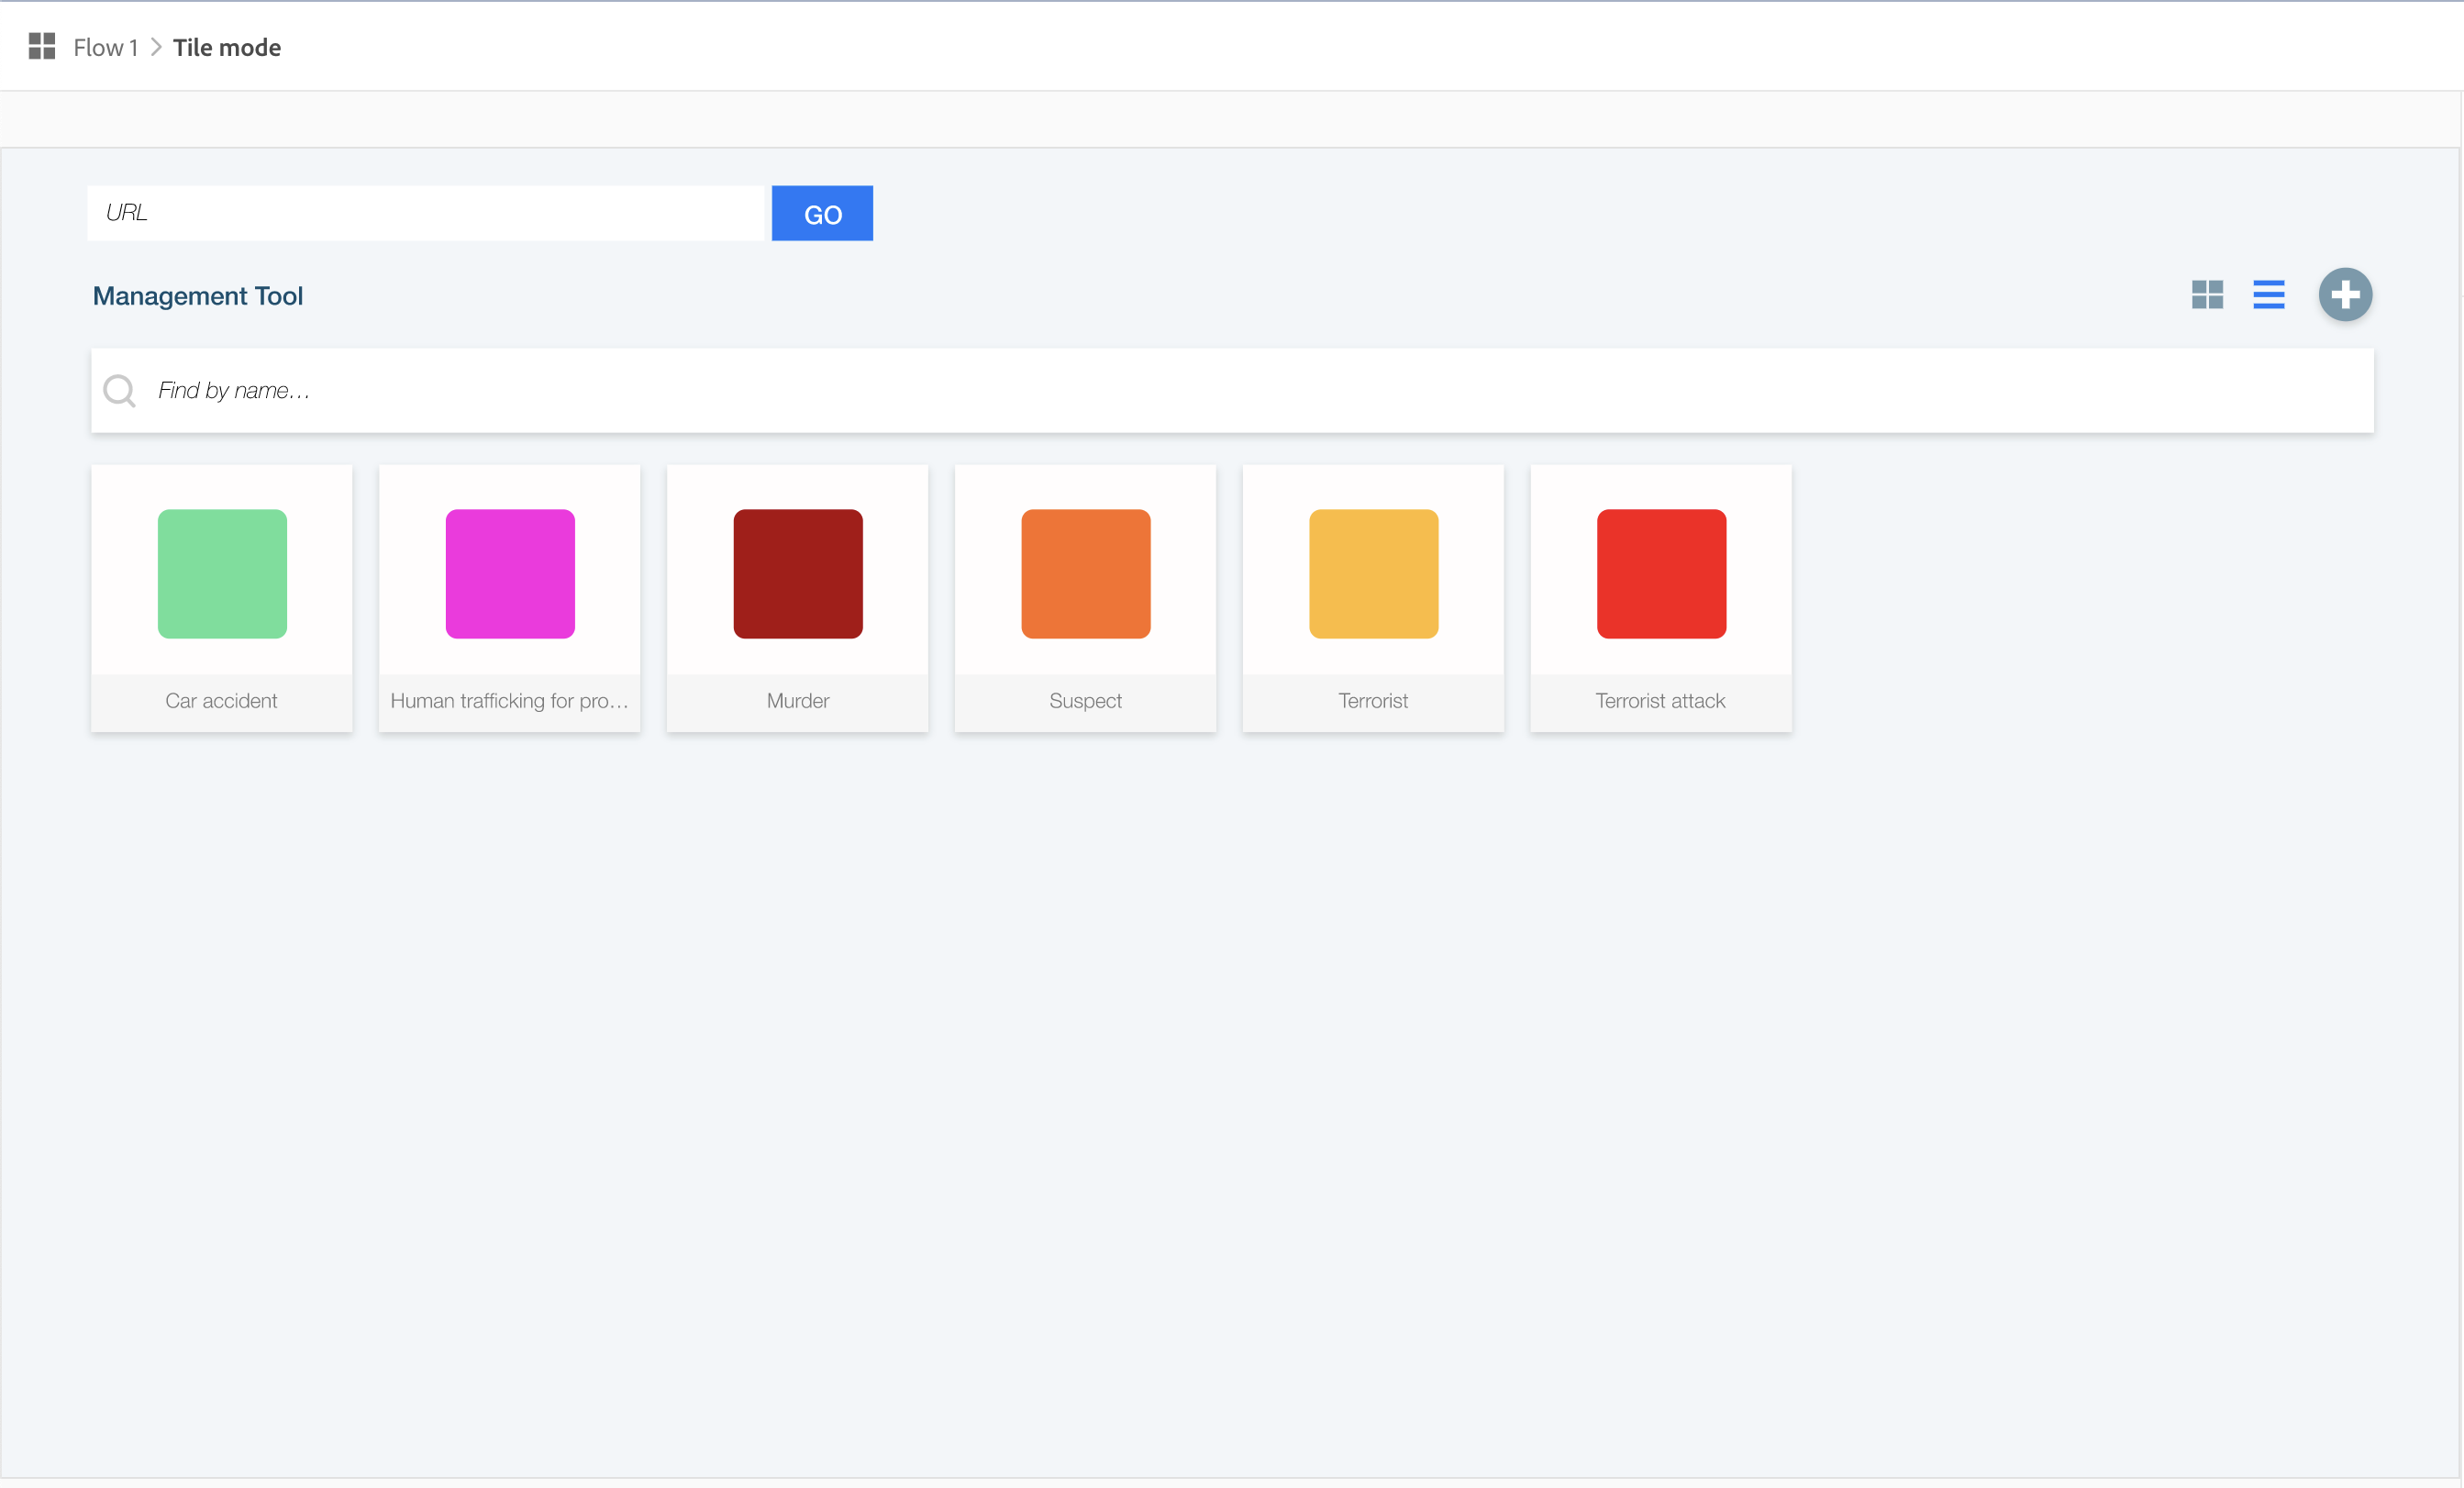 Flow 1 > Tile mode
URL
GO
Management Tool
Find by name...
Car accident
Human trafficking for pro...
Murder
Suspect
Terrorist
Terrorist attack